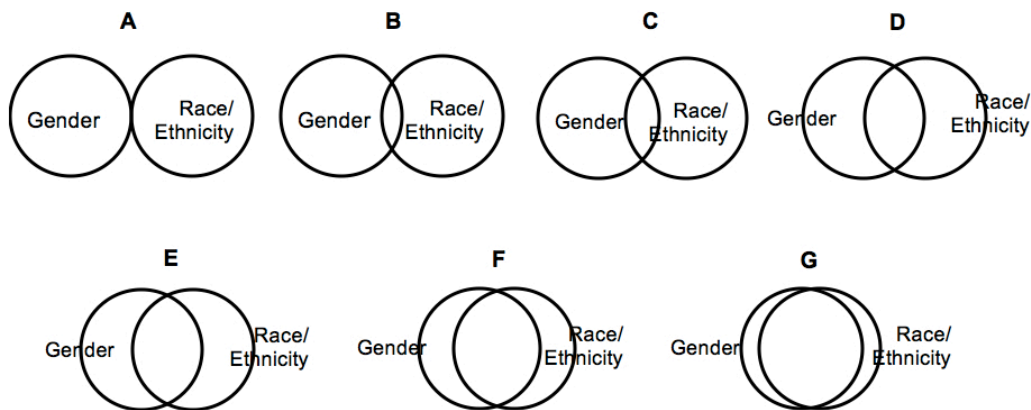 A
B
C
D
Gender
Race/
Ethnicity
Gender
Race/
Ethnicity
Gender
Race/
Ethnicity
Gender
Race/
Ethnicity
E
F
G
Gender
Race/
Ethnicity
Gender
Race/
Ethnicity
Gender
Race/
Ethnicity